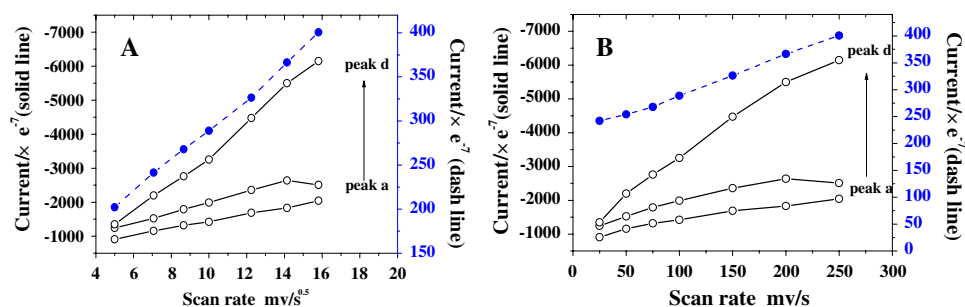 A
Current/× e⁻⁷(solid line)
-7000
-6000
-5000
-4000
-3000
-2000
-1000
peak d
peak a
400
350
300
250
200
150
Current/× e⁻⁷ (dash line)
4 6 8 10 12 14 16 18 20
Scan rate mv/s⁰·⁵
B
Current/× e⁻⁷ (solid line)
-7000
-6000
-5000
-4000
-3000
-2000
-1000
peak d
peak a
400
350
300
250
200
150
100
50
0
Current/× e⁻⁷ (dash line)
0 50 100 150 200 250 300
Scan rate mv/s